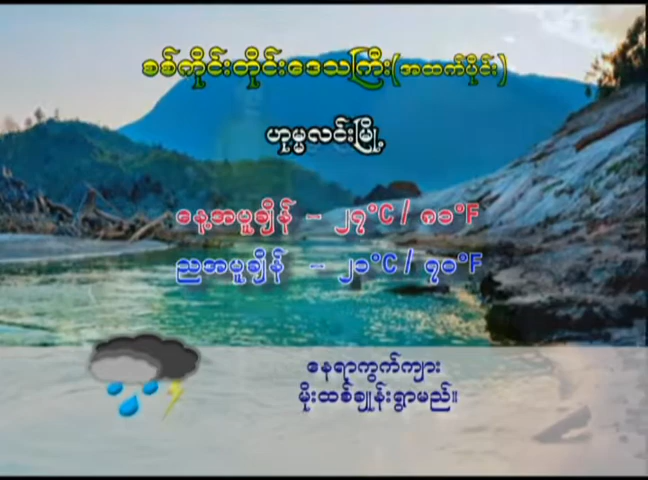 စစ်ကိုင်းတိုင်းဒေသကြီး(အထက်ပိုင်း)
ဟုမ္မလင်းမြို့
နေ့အပူချိန် - ၂၇°C / ၈၁°F
ညအပူချိန် - ၂၁°C / ၇၀°F
နေရာကွက်ကျား
မိုးထစ်ချုန်းရွာမည်။